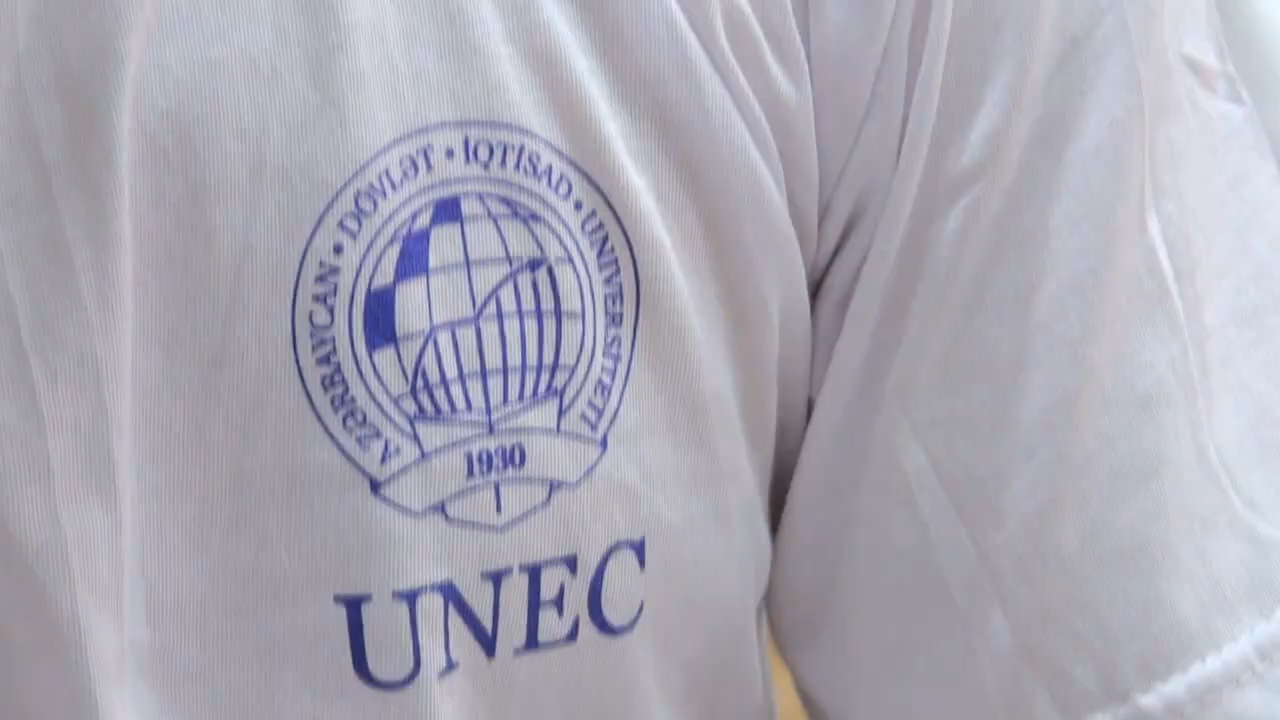 AZƏRBAYCAN • DÖVLƏT • İQTİSAD • UNİVERSİTETİ
1930
UNEC